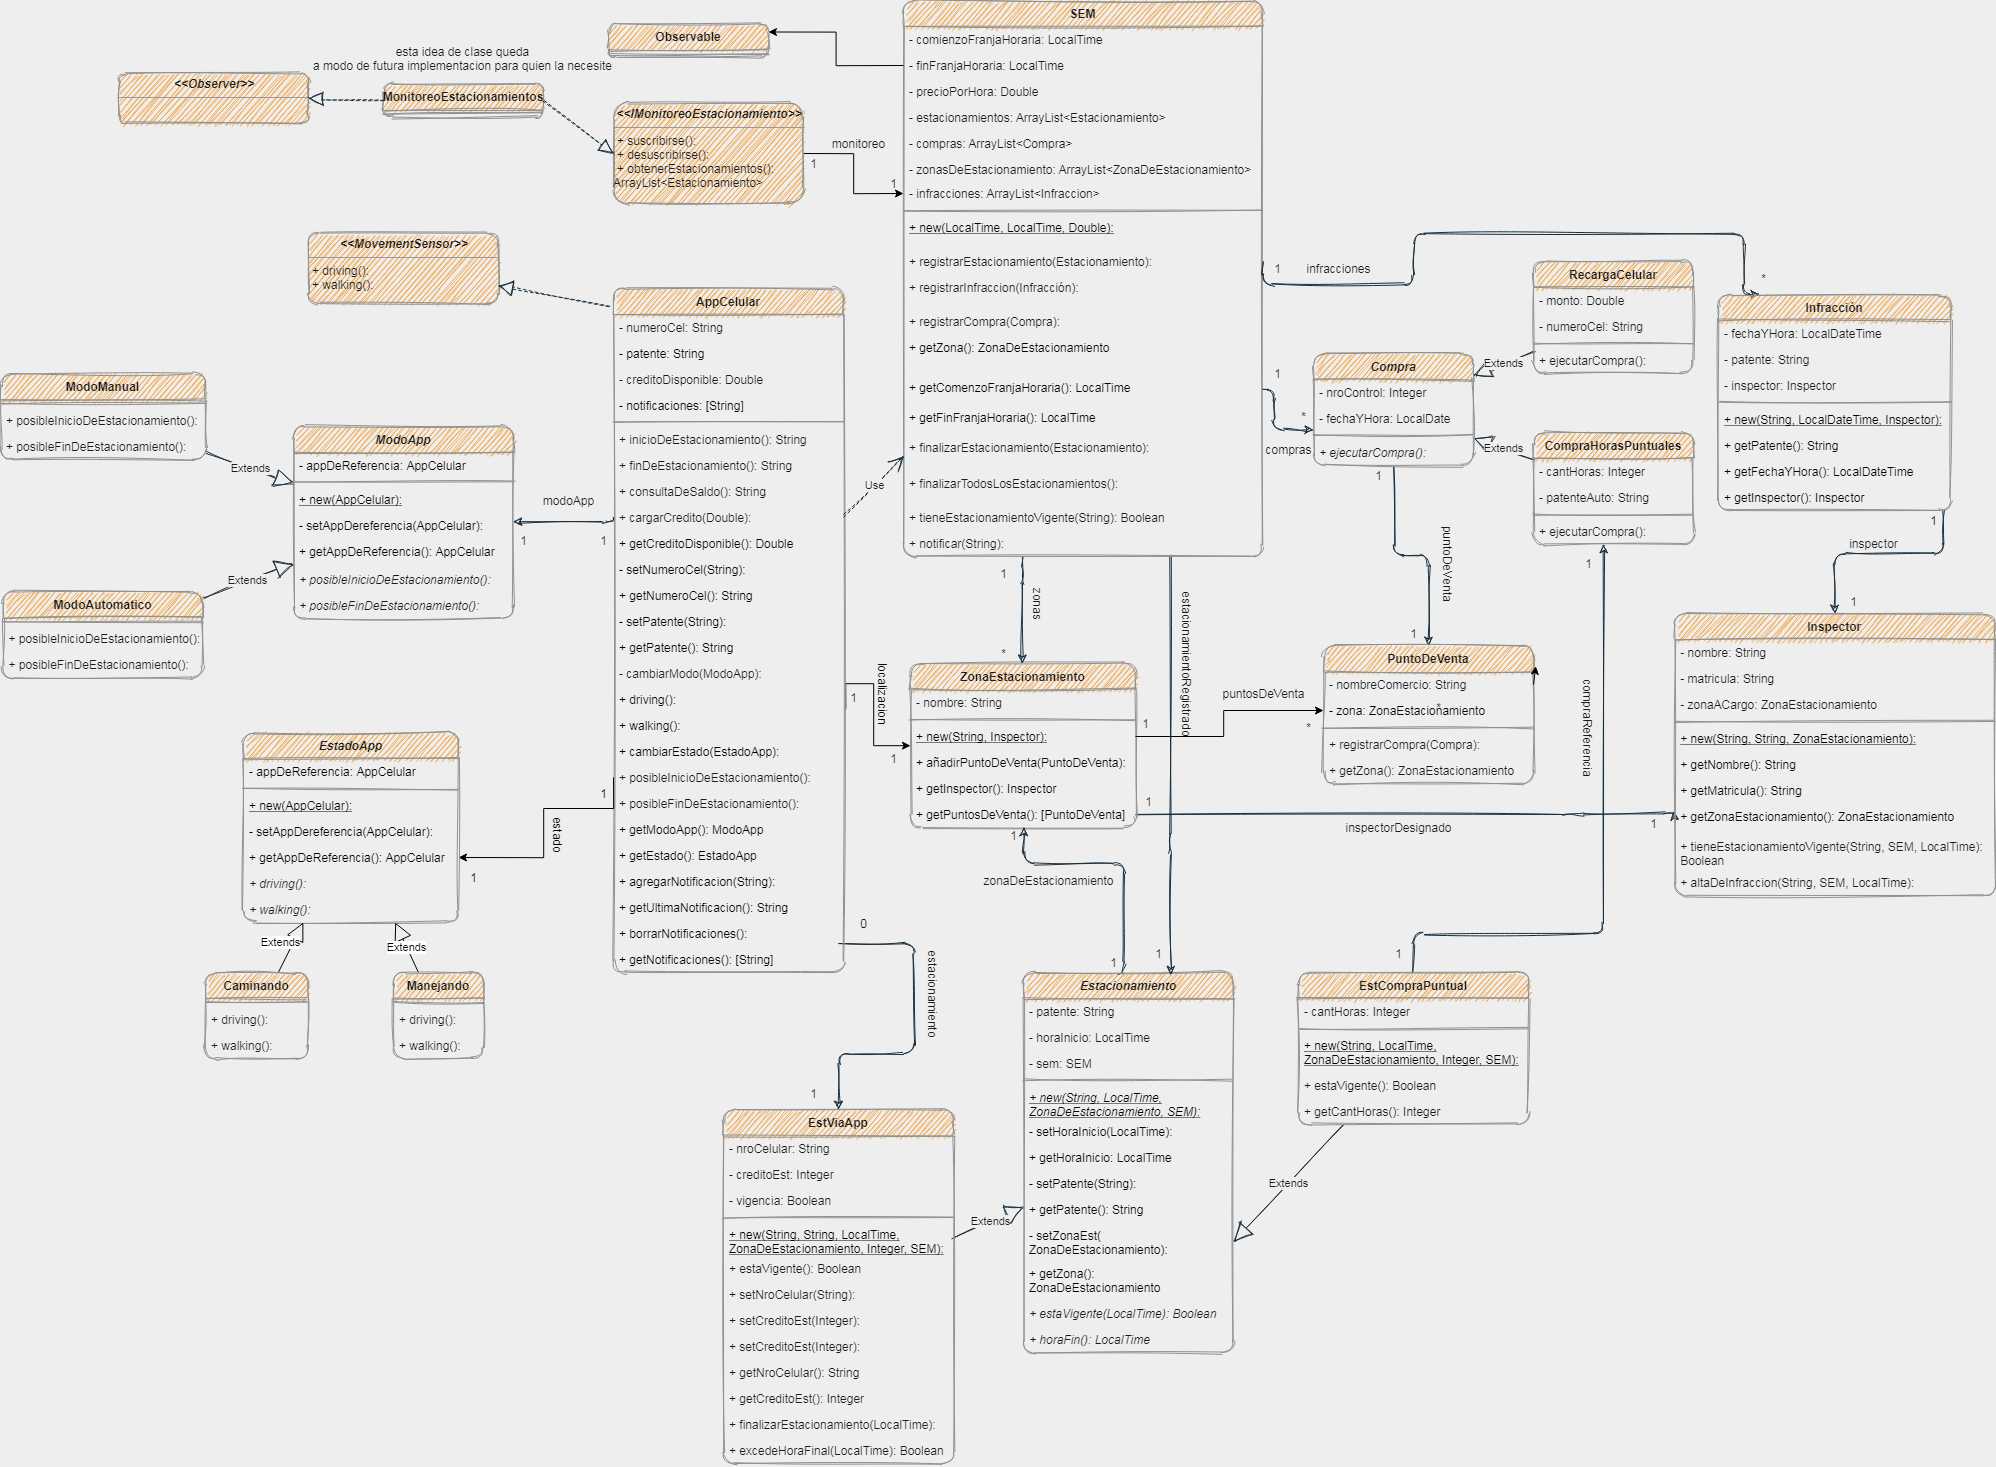 esta idea de clase queda
a modo de futura implementacion para quien la necesite
<<Observer>>
MonitoreoEstacionamientos
Observable
<<IMonitoreoEstacionamiento>>
+ suscribirse():
+ desuscribirse():
+ obtenerEstacionamientos():
ArrayList<Estacionamiento>
monitoreo
1
1
SEM
- comienzoFranjaHoraria: LocalTime
- finFranjaHoraria: LocalTime
- precioPorHora: Double
- estacionamientos: ArrayList<Estacionamiento>
- compras: ArrayList<Compra>
- zonasDeEstacionamiento: ArrayList<ZonaDeEstacionamiento>
- infracciones: ArrayList<Infraccion>
+ new(LocalTime, LocalTime, Double):
+ registrarEstacionamiento(Estacionamiento):
+ registrarInfraccion(Infracción):
+ registrarCompra(Compra):
+ getZona(): ZonaDeEstacionamiento
+ getComenzoFranjaHoraria(): LocalTime
+ getFinFranjaHoraria(): LocalTime
+ finalizarEstacionamiento(Estacionamiento):
+ finalizarTodosLosEstacionamientos():
+ tieneEstacionamientoVigente(String): Boolean
+ notificar(String):
<<MovementSensor>>
+ driving():
+ walking():
AppCelular
- numeroCel: String
- patente: String
- creditoDisponible: Double
- notificaciones: [String]
+ inicioDeEstacionamiento(): String
+ finDeEstacionamiento(): String
+ consultaDeSaldo(): String
+ cargarCredito(Double):
+ getCreditoDisponible(): Double
- setNumeroCel(String):
+ getNumeroCel(): String
- setPatente(String):
+ getPatente(): String
- cambiarModo(ModoApp):
+ driving():
+ walking():
+ cambiarEstado(EstadoApp):
+ posibleInicioDeEstacionamiento():
+ posibleFinDeEstacionamiento():
+ getModoApp(): ModoApp
+ getEstado(): EstadoApp
+ agregarNotificacion(String):
+ getUltimaNotificacion(): String
+ borrarNotificaciones():
+ getNotificaciones(): [String]
Use
ModoManual
+ posibleInicioDeEstacionamiento():
+ posibleFinDeEstacionamiento():
Extends
ModoApp
- appDeReferencia: AppCelular
+ new(AppCelular):
- setAppDereferencia(AppCelular):
+ getAppDeReferencia(): AppCelular
+ posibleInicioDeEstacionamiento():
+ posibleFinDeEstacionamiento():
modoApp
1
1
Extends
ModoAutomatico
+ posibleInicioDeEstacionamiento():
+ posibleFinDeEstacionamiento():
EstadoApp
- appDeReferencia: AppCelular
+ new(AppCelular):
- setAppDereferencia(AppCelular):
+ getAppDeReferencia(): AppCelular
+ driving():
+ walking():
1
estado
1
Extends
Extends
Caminando
+ driving():
+ walking():
Manejando
+ driving():
+ walking():
1
infracciones
*
RecargaCelular
- monto: Double
- numeroCel: String
+ ejecutarCompra():
Extends
Compra
- nroControl: Integer
- fechaYHora: LocalDate
+ ejecutarCompra():
1
*
compras
Extends
CompraHorasPuntuales
- cantHoras: Integer
- patenteAuto: String
+ ejecutarCompra():
Infracción
- fechaYHora: LocalDateTime
- patente: String
- inspector: Inspector
+ new(String, LocalDateTime, Inspector):
+ getPatente(): String
+ getFechaYHora(): LocalDateTime
+ getInspector(): Inspector
1
inspector
1
Inspector
- nombre: String
- matricula: String
- zonaACargo: ZonaEstacionamiento
+ new(String, String, ZonaEstacionamiento):
+ getNombre(): String
+ getMatricula(): String
+ getZonaEstacionamiento(): ZonaEstacionamiento
+ tieneEstacionamientoVigente(String, SEM, LocalTime):
Boolean
+ altaDeInfraccion(String, SEM, LocalTime):
1
puntoDeVenta
1
PuntoDeVenta
- nombreComercio: String
- zona: ZonaEstacionamiento
*
+ registrarCompra(Compra):
+ getZona(): ZonaEstacionamiento
1
zonas
*
1
localizacion
1
ZonaEstacionamiento
- nombre: String
+ new(String, Inspector):
+ añadirPuntoDeVenta(PuntoDeVenta):
+ getInspector(): Inspector
+ getPuntosDeVenta(): [PuntoDeVenta]
1
puntosDeVenta
*
1
inspectorDesignado
1
estacionamientoRegistrado
1
1
zonaDeEstacionamiento
1
1
compraReferencia
1
0
estacionamiento
1
EstViaApp
- nroCelular: String
- creditoEst: Integer
- vigencia: Boolean
+ new(String, String, LocalTime,
ZonaDeEstacionamiento, Integer, SEM):
+ estaVigente(): Boolean
+ setNroCelular(String):
+ setCreditoEst(Integer):
+ setCreditoEst(Integer):
+ getNroCelular(): String
+ getCreditoEst(): Integer
+ finalizarEstacionamiento(LocalTime):
+ excedeHoraFinal(LocalTime): Boolean
Extends
Estacionamiento
- patente: String
- horaInicio: LocalTime
- sem: SEM
+ new(String, LocalTime,
ZonaDeEstacionamiento, SEM):
- setHoraInicio(LocalTime):
+ getHoraInicio: LocalTime
- setPatente(String):
+ getPatente(): String
- setZonaEst(
ZonaDeEstacionamiento):
+ getZona():
ZonaDeEstacionamiento
+ estaVigente(LocalTime): Boolean
+ horaFin(): LocalTime
EstCompraPuntual
- cantHoras: Integer
+ new(String, LocalTime,
ZonaDeEstacionamiento, Integer, SEM):
+ estaVigente(): Boolean
+ getCantHoras(): Integer
Extends